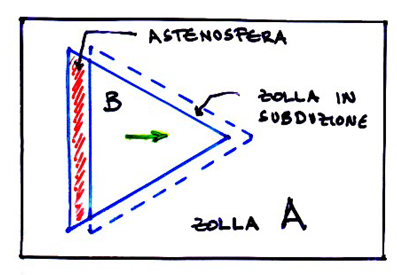 ASTENOSFERA
B
ZOLLA IN
SUBDUZIONE
ZOLLA A